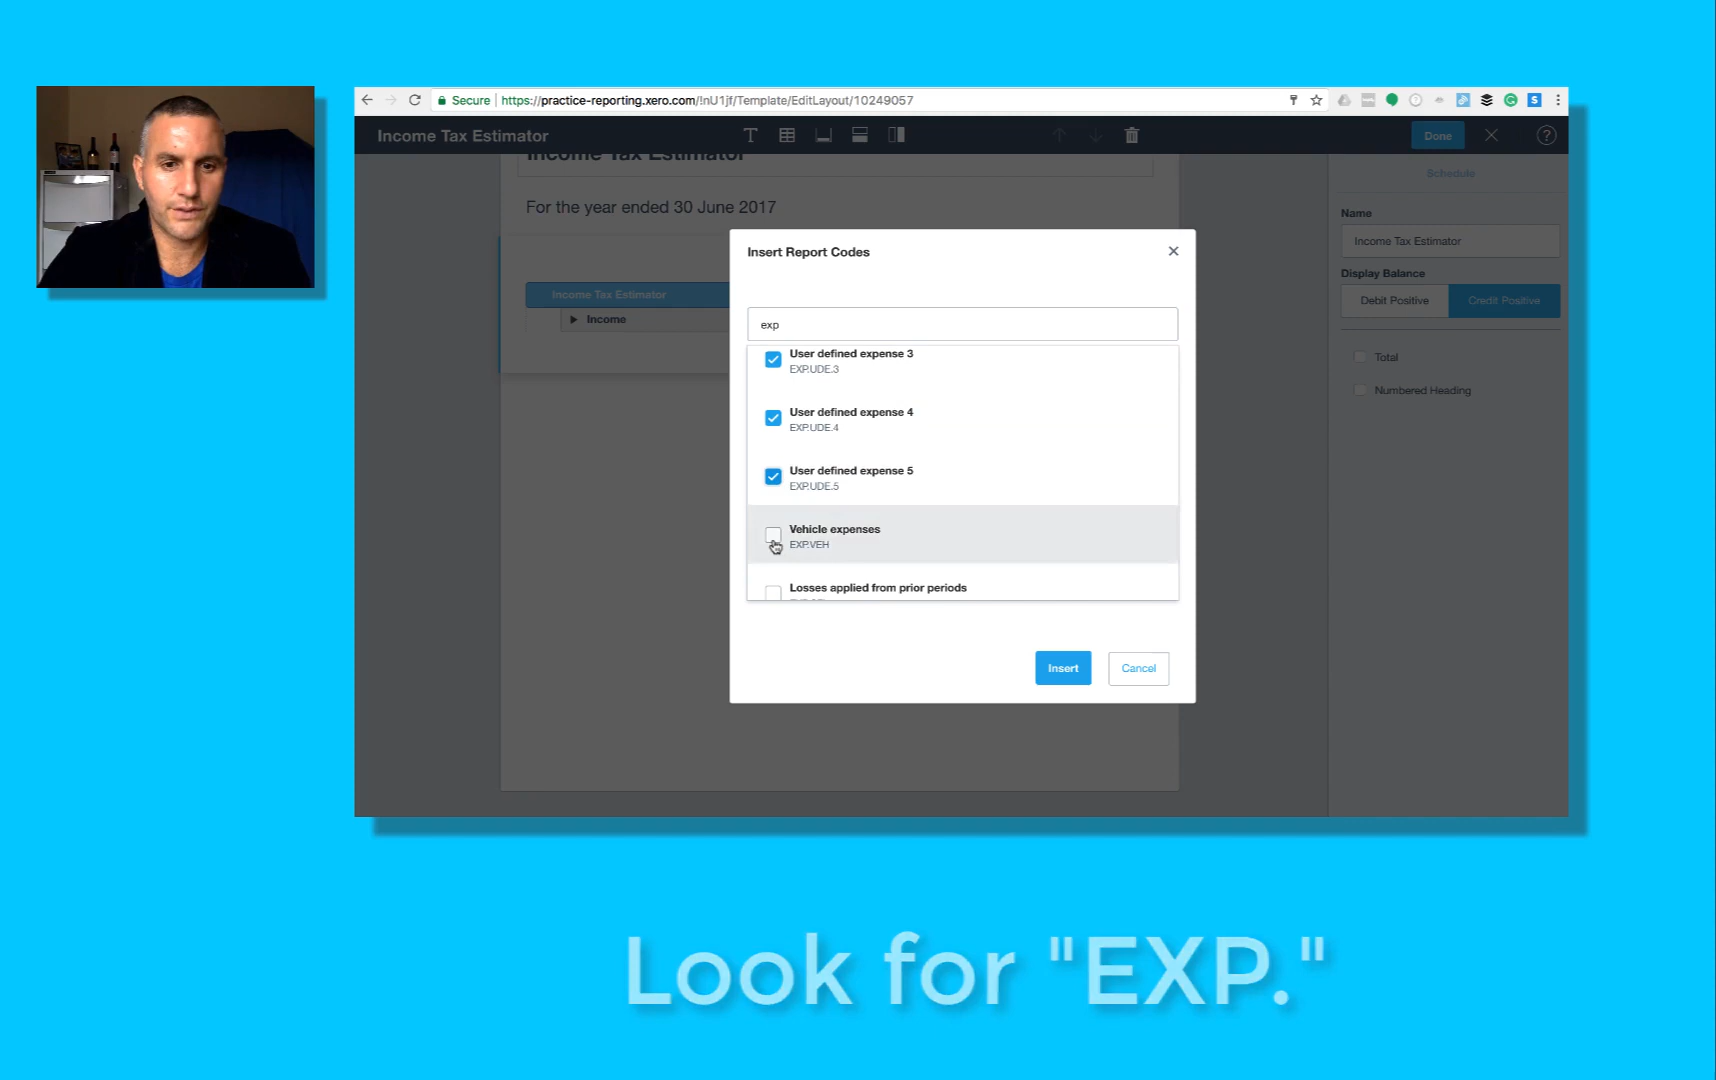 Secure | https://practice-reporting.xero.com/!nU1jf/Template/EditLayout/10249057
Income Tax Estimator
Done
Income Tax Estimator
Schedule
For the year ended 30 June 2017
Name
Income Tax Estimator
Display Balance
Debit Positive
Credit Positive
Total
Numbered Heading
Income Tax Estimator
Income
Insert Report Codes
exp
User defined expense 3
EXP.UDE.3
User defined expense 4
EXP.UDE.4
User defined expense 5
EXP.UDE.5
Vehicle expenses
EXP.VEH
Losses applied from prior periods
Insert
Cancel
Look for "EXP."